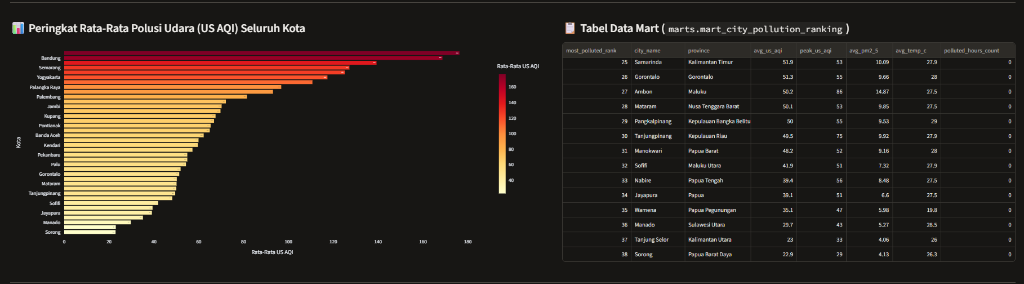 Peringkat Rata-Rata Polusi Udara (US AQI) Seluruh Kota
Bandung
Semarang
Yogyakarta
Palangka Raya
Palembang
Jambi
Kupang
Pontianak
Banda Aceh
Kendari
Pekanbaru
Palu
Gorontalo
Mataram
Tanjungpinang
Sofifi
Jayapura
Manado
Sorong
Kota
0 20 40 60 80 100 120 140 160 180
Rata-Rata US AQI
Rata-Rata US AQI
160
140
120
100
80
60
40
Tabel Data Mart ( marts.mart_city_pollution_ranking )
most_polluted_rank city_name province avg_us_aqi peak_us_aqi avg_pm2_5 avg_temp_c polluted_hours_count
25 Samarinda Kalimantan Timur 51.9 53 10.09 27.9 0
26 Gorontalo Gorontalo 51.3 55 9.66 28 0
27 Ambon Maluku 50.2 86 14.87 27.5 0
28 Mataram Nusa Tenggara Barat 50.1 53 9.85 27.5 0
29 Pangkalpinang Kepulauan Bangka Belitu 50 55 9.53 29 0
30 Tanjungpinang Kepulauan Riau 49.5 75 9.92 27.9 0
31 Manokwari Papua Barat 48.2 52 9.16 28 0
32 Sofifi Maluku Utara 41.9 51 7.32 27.9 0
33 Nabire Papua Tengah 39.4 56 8.48 27.5 0
34 Jayapura Papua 39.1 51 6.6 27.5 0
35 Wamena Papua Pegunungan 35.1 47 5.98 19.8 0
36 Manado Sulawesi Utara 29.7 43 5.27 26.5 0
37 Tanjung Selor Kalimantan Utara 23 33 4.06 26 0
38 Sorong Papua Barat Daya 22.9 29 4.13 26.3 0